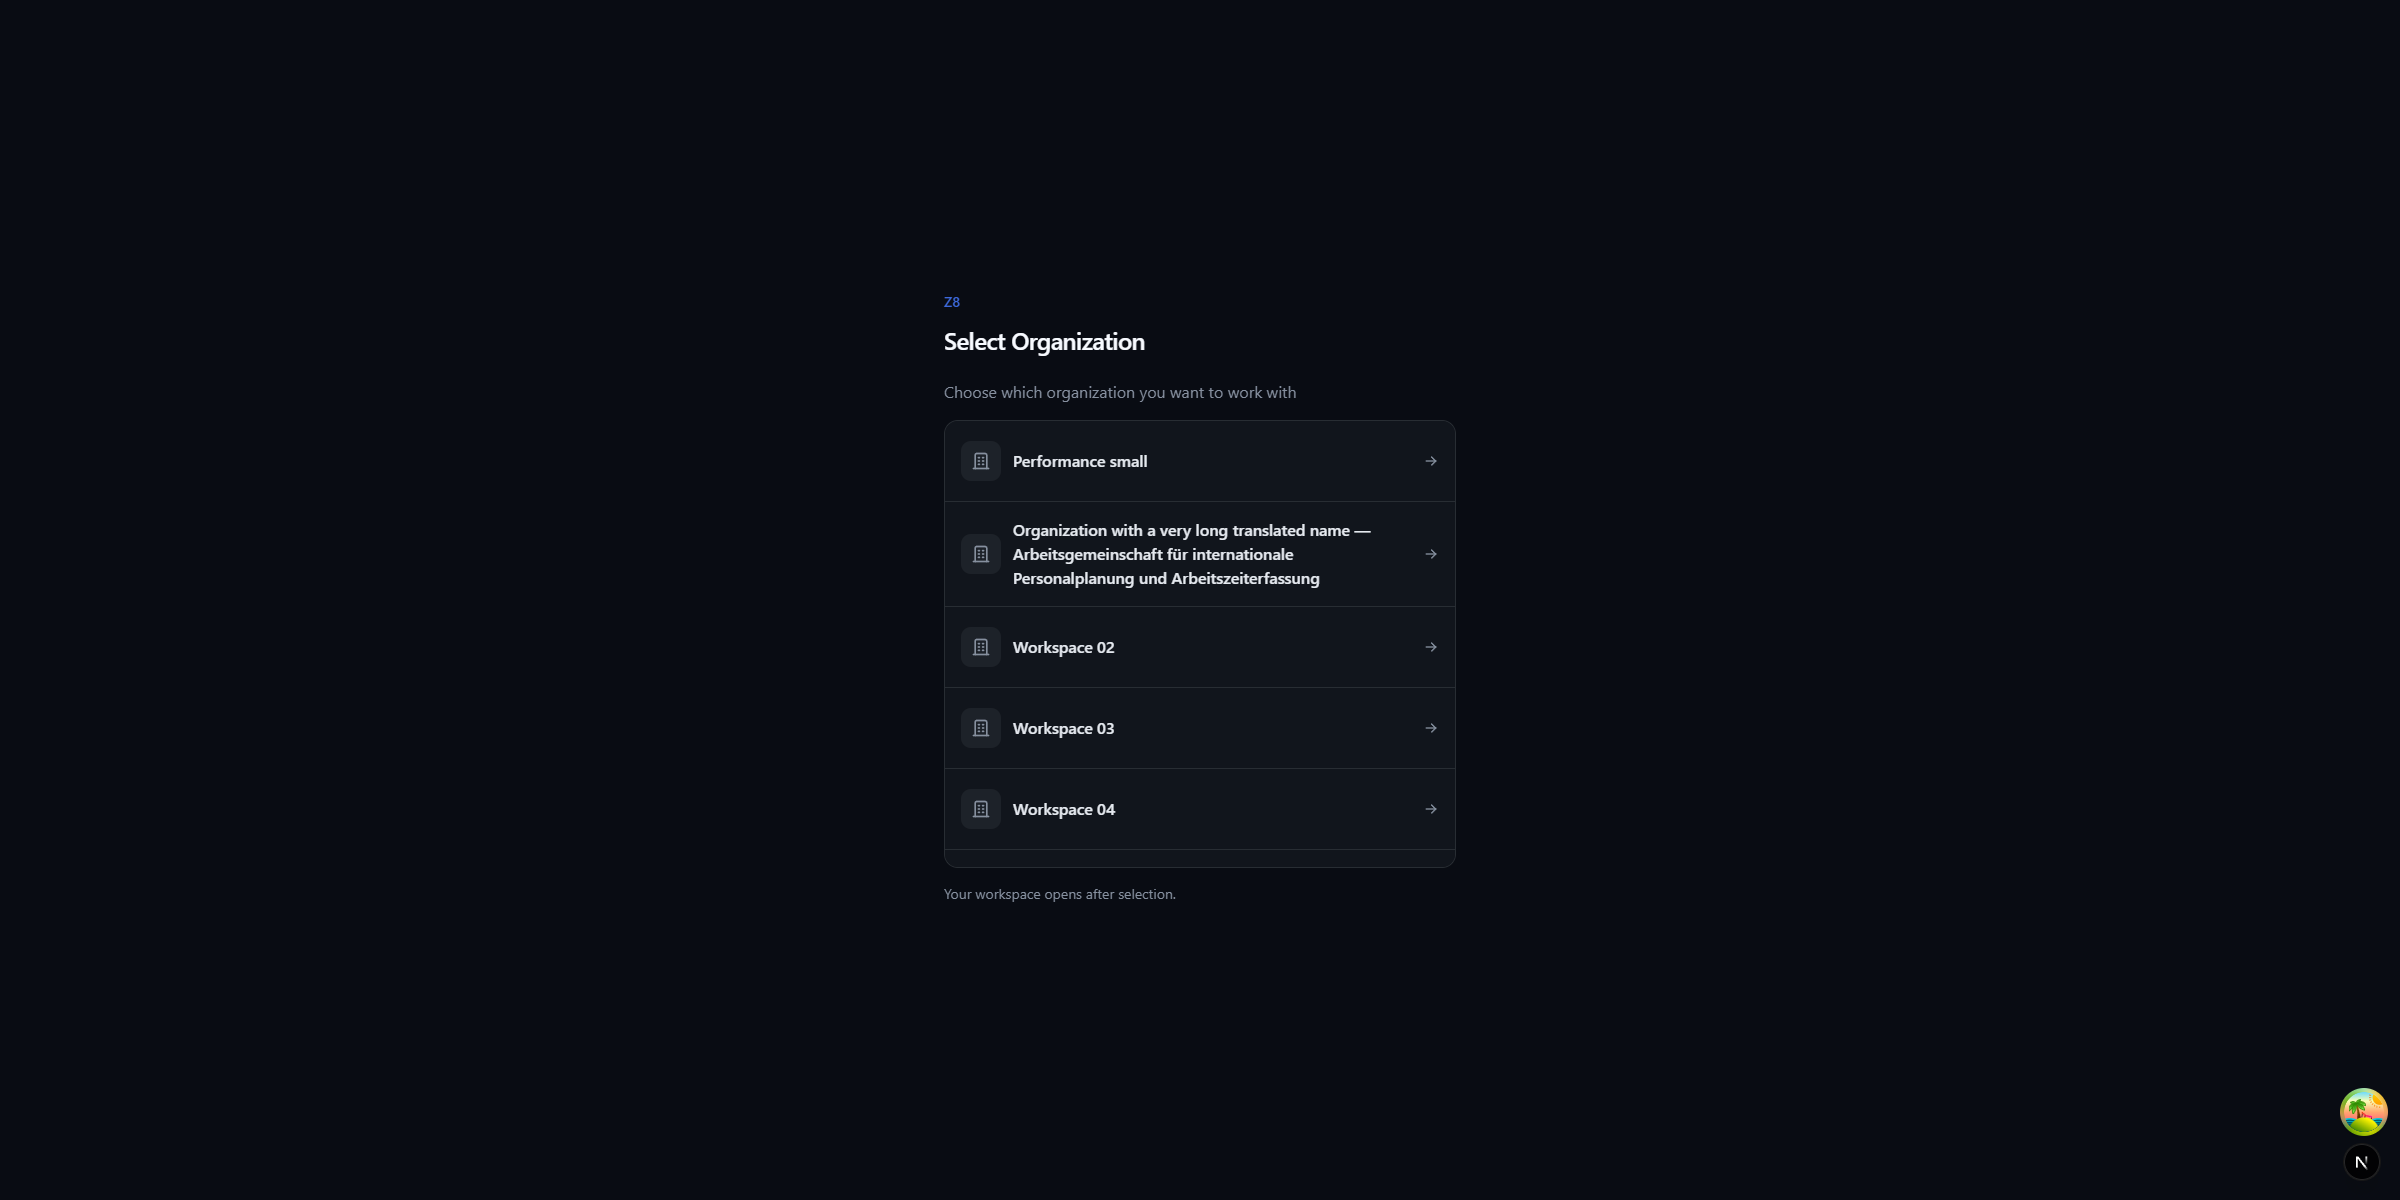 Z8
Select Organization
Choose which organization you want to work with
Performance small
Organization with a very long translated name —
Arbeitsgemeinschaft für internationale
Personalplanung und Arbeitszeiterfassung
Workspace 02
Workspace 03
Workspace 04
Your workspace opens after selection.
N